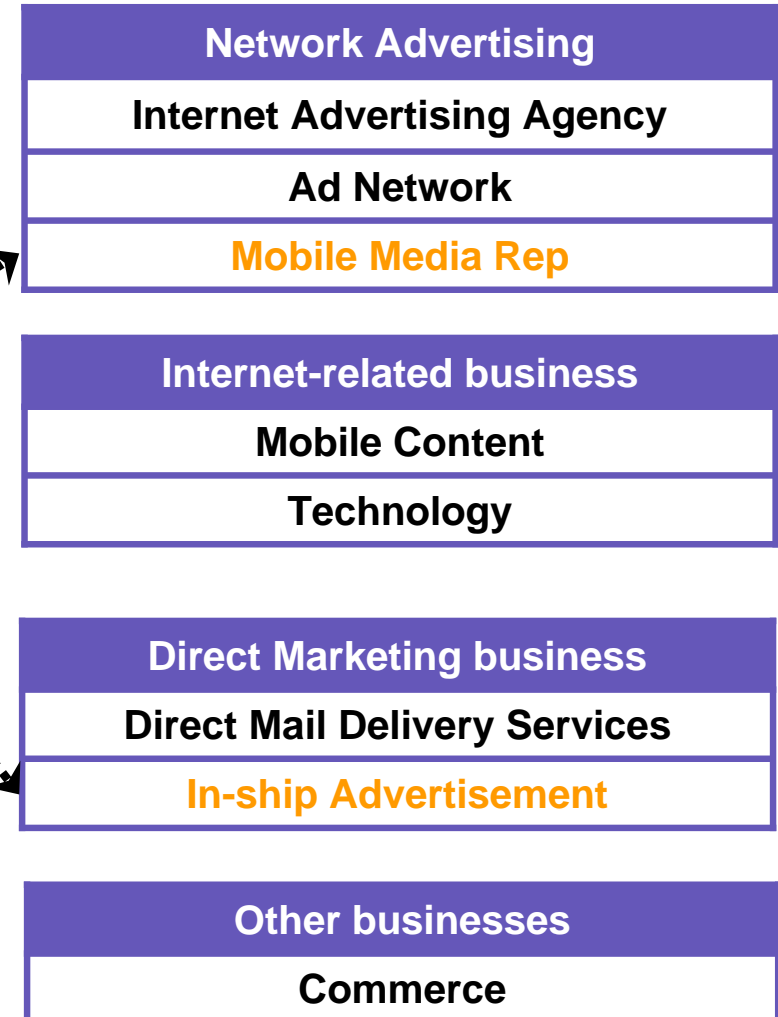 Network Advertising
Internet Advertising Agency
Ad Network
Mobile Media Rep
Internet-related business
Mobile Content
Technology
Direct Marketing business
Direct Mail Delivery Services
In-ship Advertisement
Other businesses
Commerce